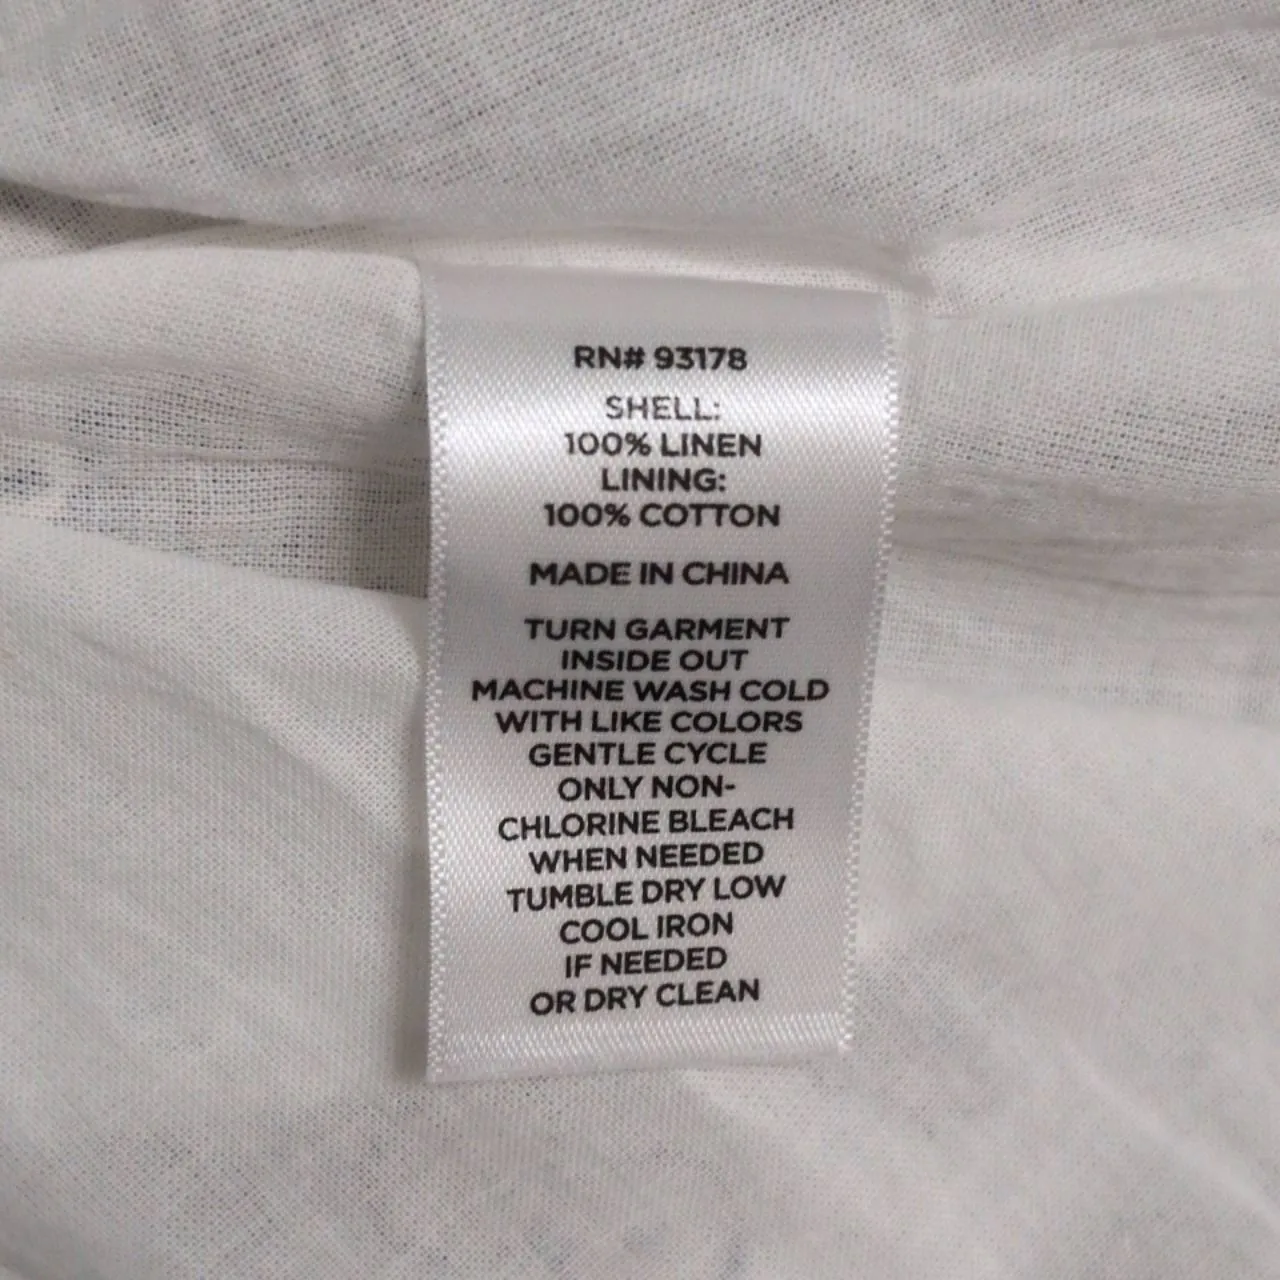 RN# 93178
SHELL:
100% LINEN
LINING:
100% COTTON
MADE IN CHINA
TURN GARMENT
INSIDE OUT
MACHINE WASH COLD
WITH LIKE COLORS
GENTLE CYCLE
ONLY NON-
CHLORINE BLEACH
WHEN NEEDED
TUMBLE DRY LOW
COOL IRON
IF NEEDED
OR DRY CLEAN